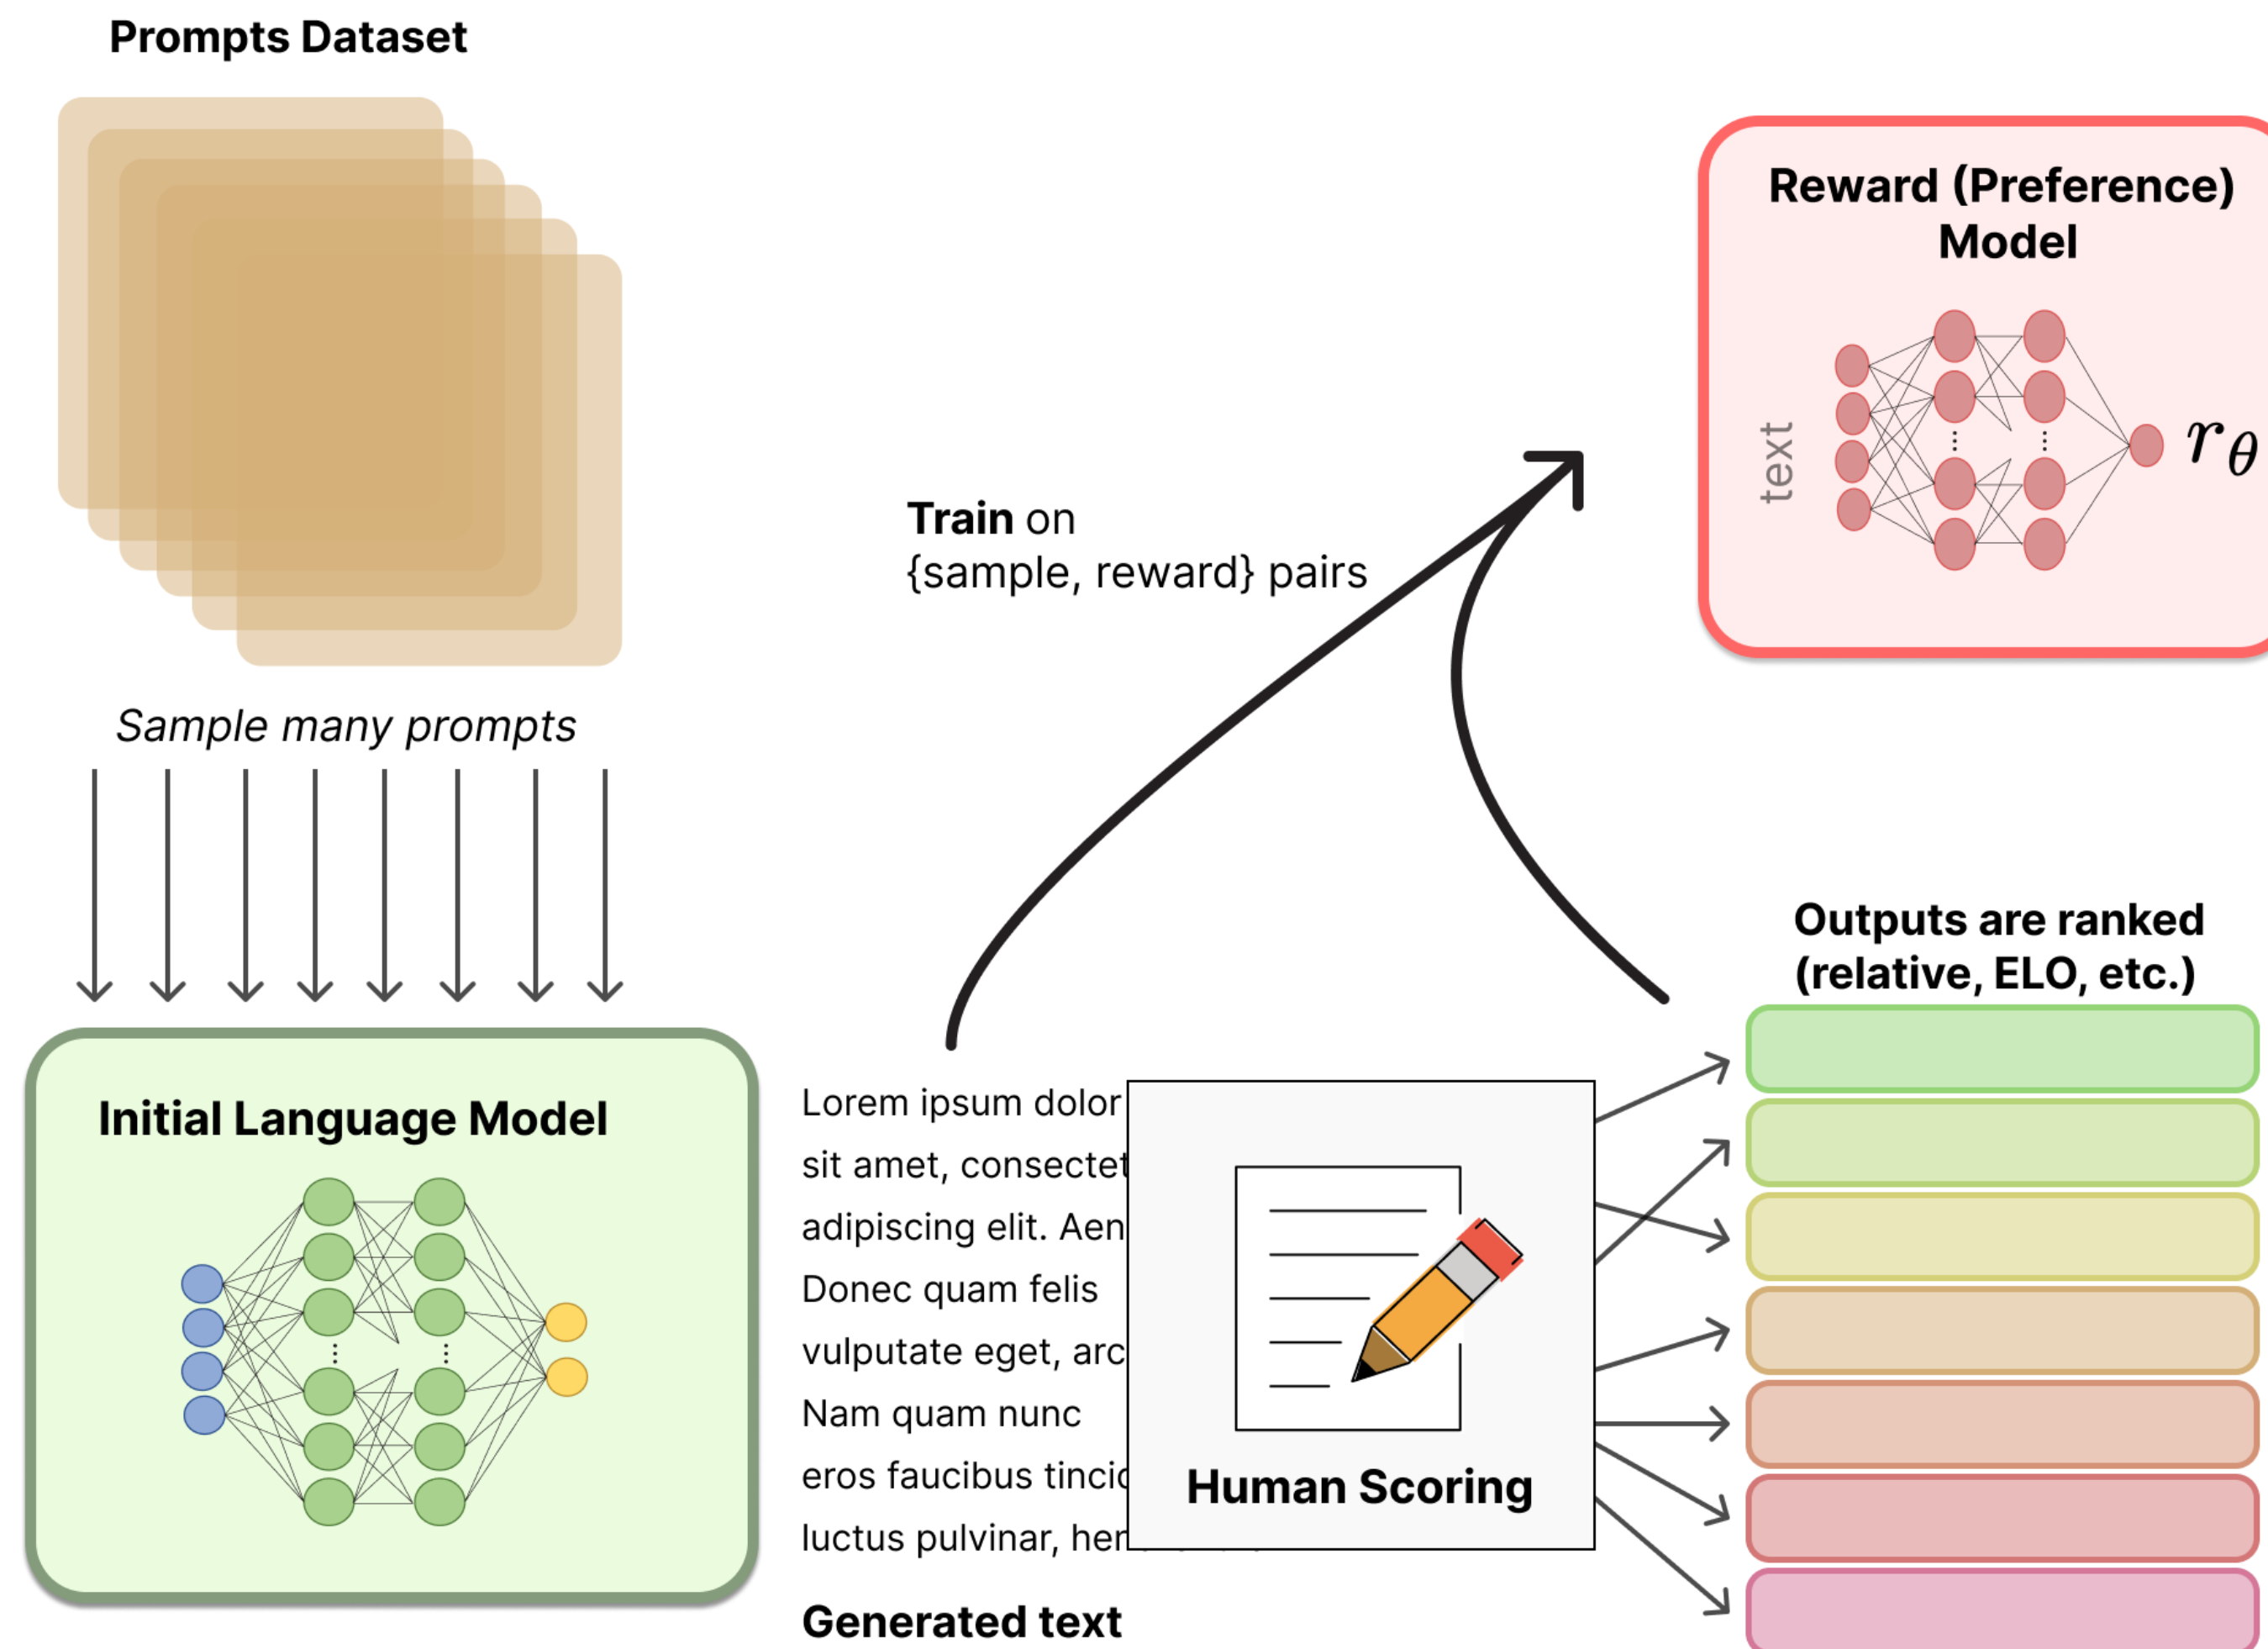 Prompts Dataset
Sample many prompts
Initial Language Model
Train on
{sample, reward} pairs
Reward (Preference)
Model
text
rθ
Lorem ipsum dolor
sit amet, consectet
adipiscing elit. Aen
Donec quam felis
vulputate eget, arc
Nam quam nunc
eros faucibus tincid
luctus pulvinar, her
Generated text
Human Scoring
Outputs are ranked
(relative, ELO, etc.)